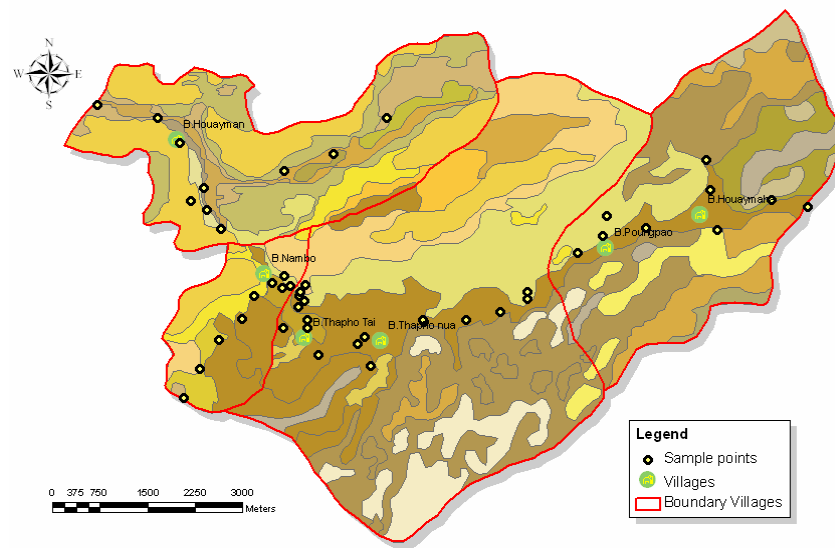 N
W E
S
B.Houayman
B.Houaymah
B.Poungpao
B.Nambo
B.Thapho Tai
B.Thapho nua
Legend
Sample points
Villages
Boundary Villages
0 375 750 1500 2250 3000
Meters